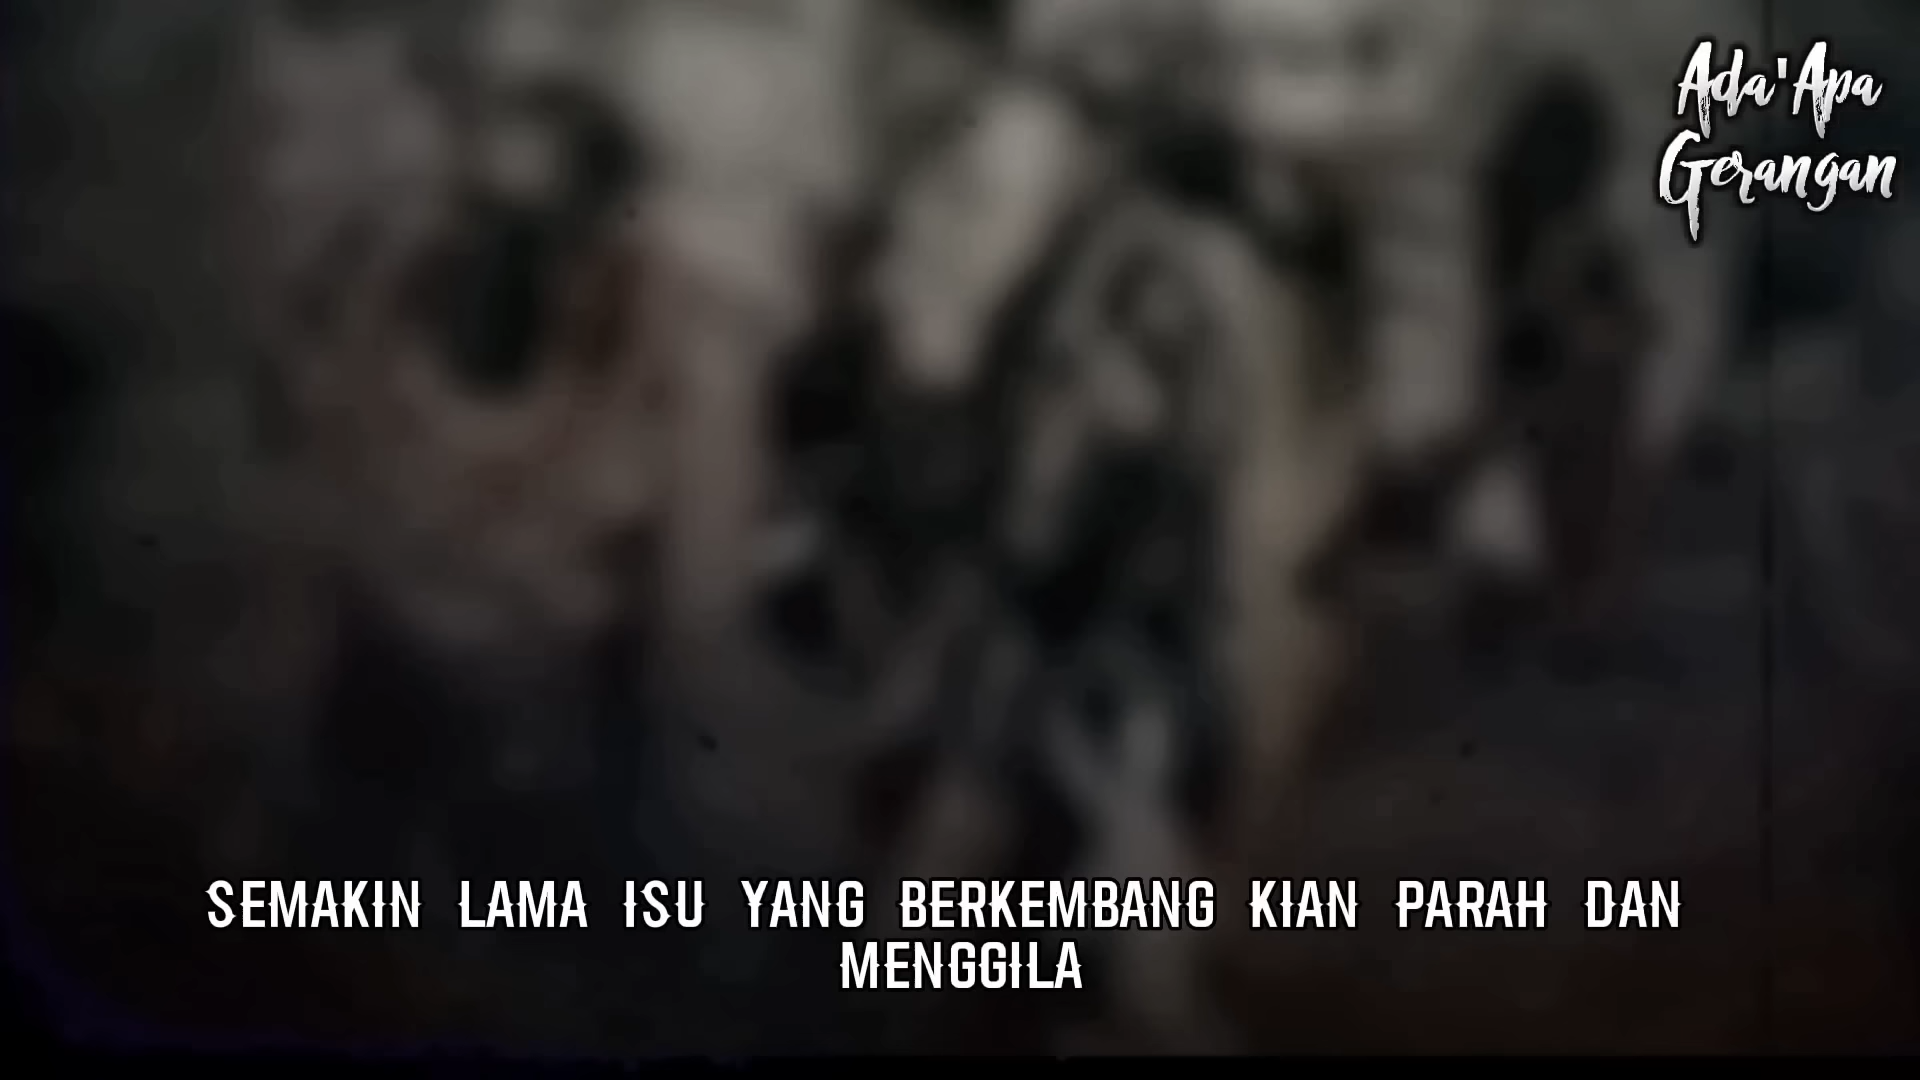 Ada'Apa
Gerangan
SEMAKIN LAMA ISU YANG BERKEMBANG KIAN PARAH DAN
MENGGILA